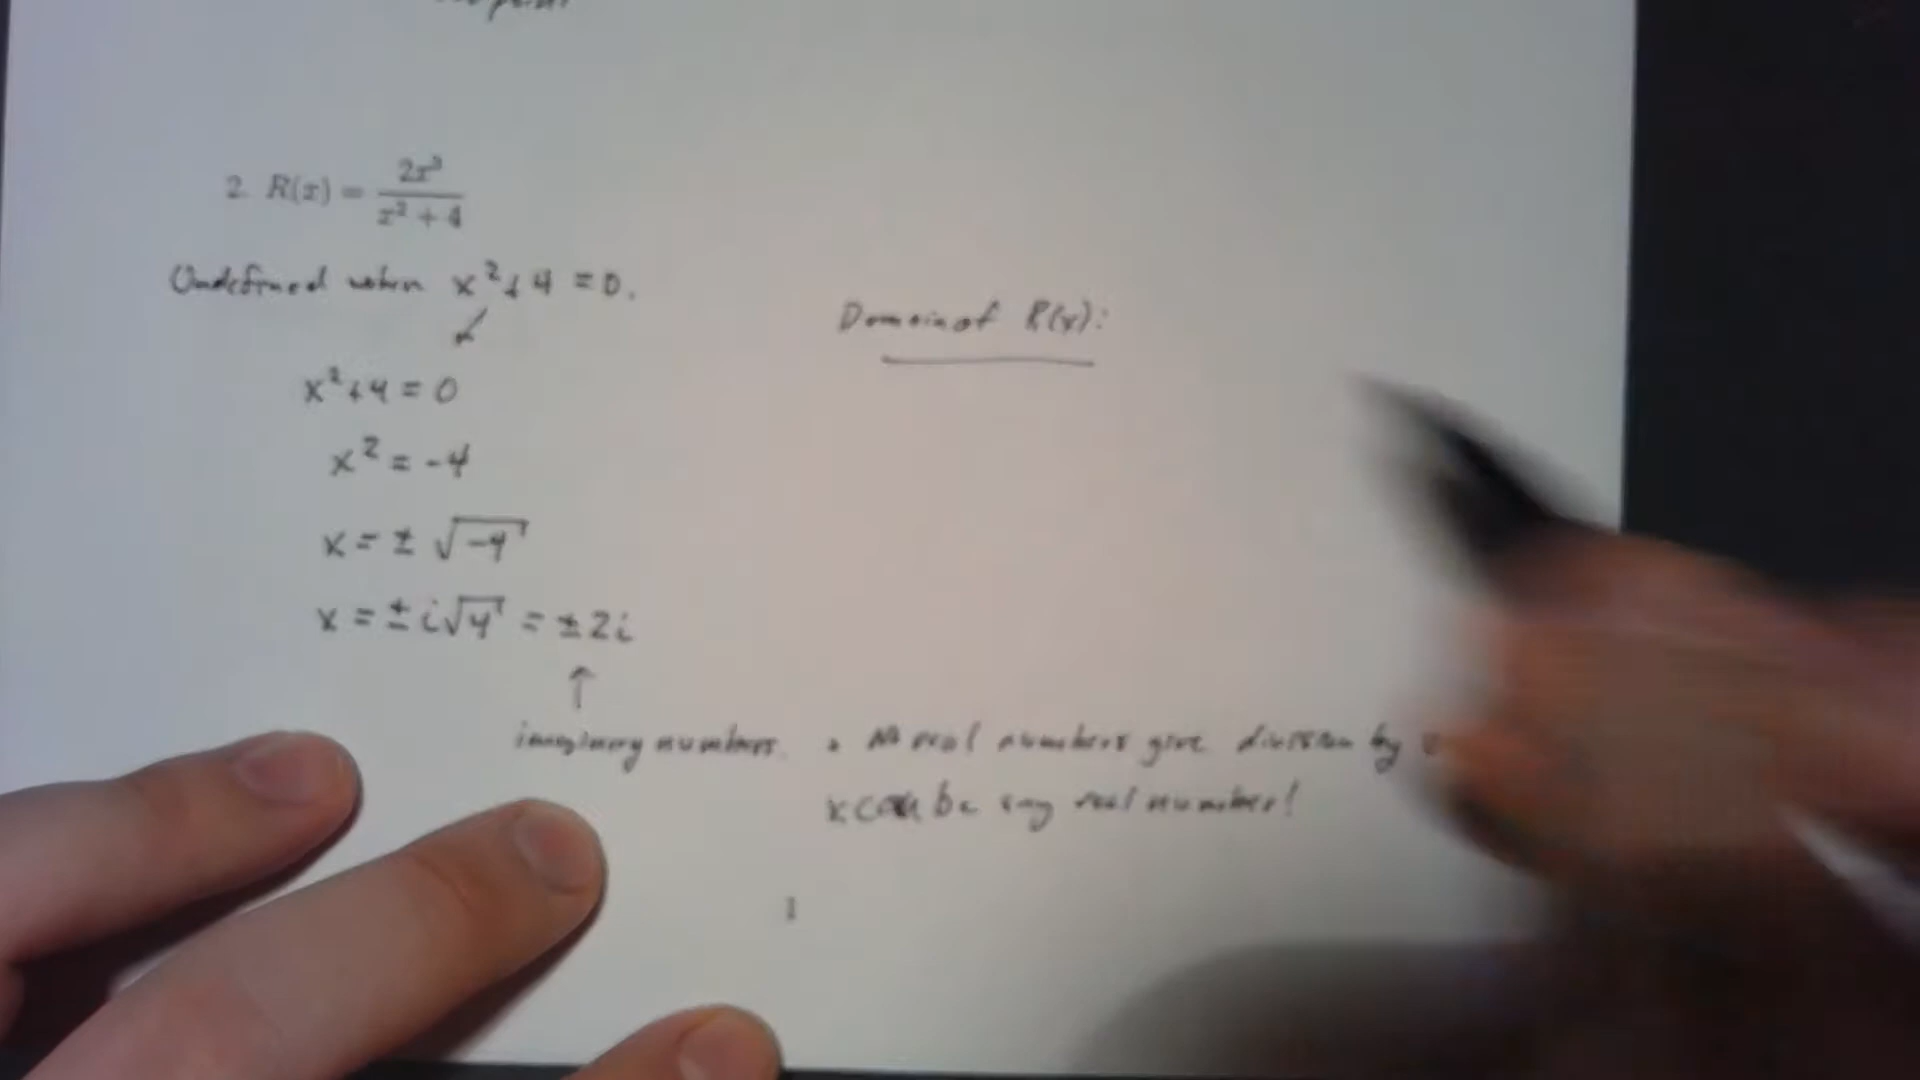 2. R(x) = 2x³ / (x² + 4)
Undefined when x² + 4 = 0.
x² + 4 = 0
x² = -4
x = ± √-4
x = ± i√4 = ± 2i
↑
imaginary numbers.
Domain of R(x):
• No real numbers give division by
x can be any real number!
1